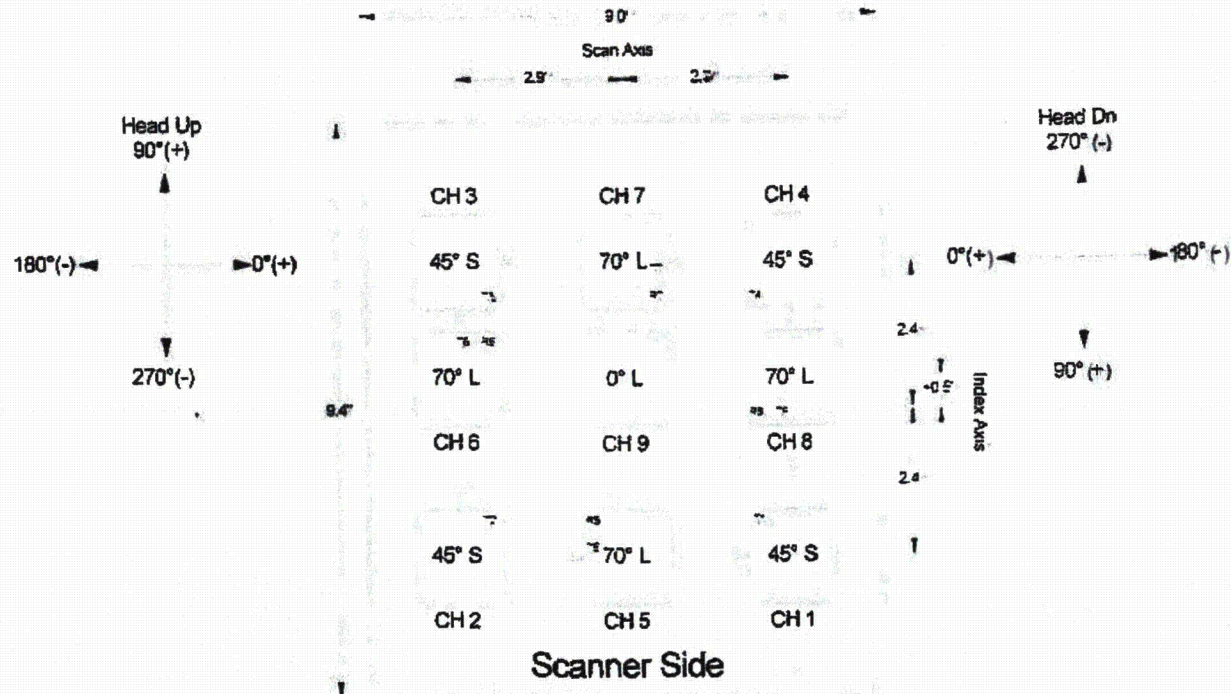 9.0"
Scan Axis
2.9"
Head Up
90°(+)
Head Dn
270° (-)
CH 3 CH 7 CH 4
180°(-) 0°(+)
45° S 70° L 45° S
0°(+) 180° (-)
2.4
270°(-)
70° L 0° L 70° L
90° (+)
Index Axis
9.4"
CH 6 CH 9 CH 8
2.4
45° S 70° L 45° S
CH 2 CH 5 CH 1
Scanner Side